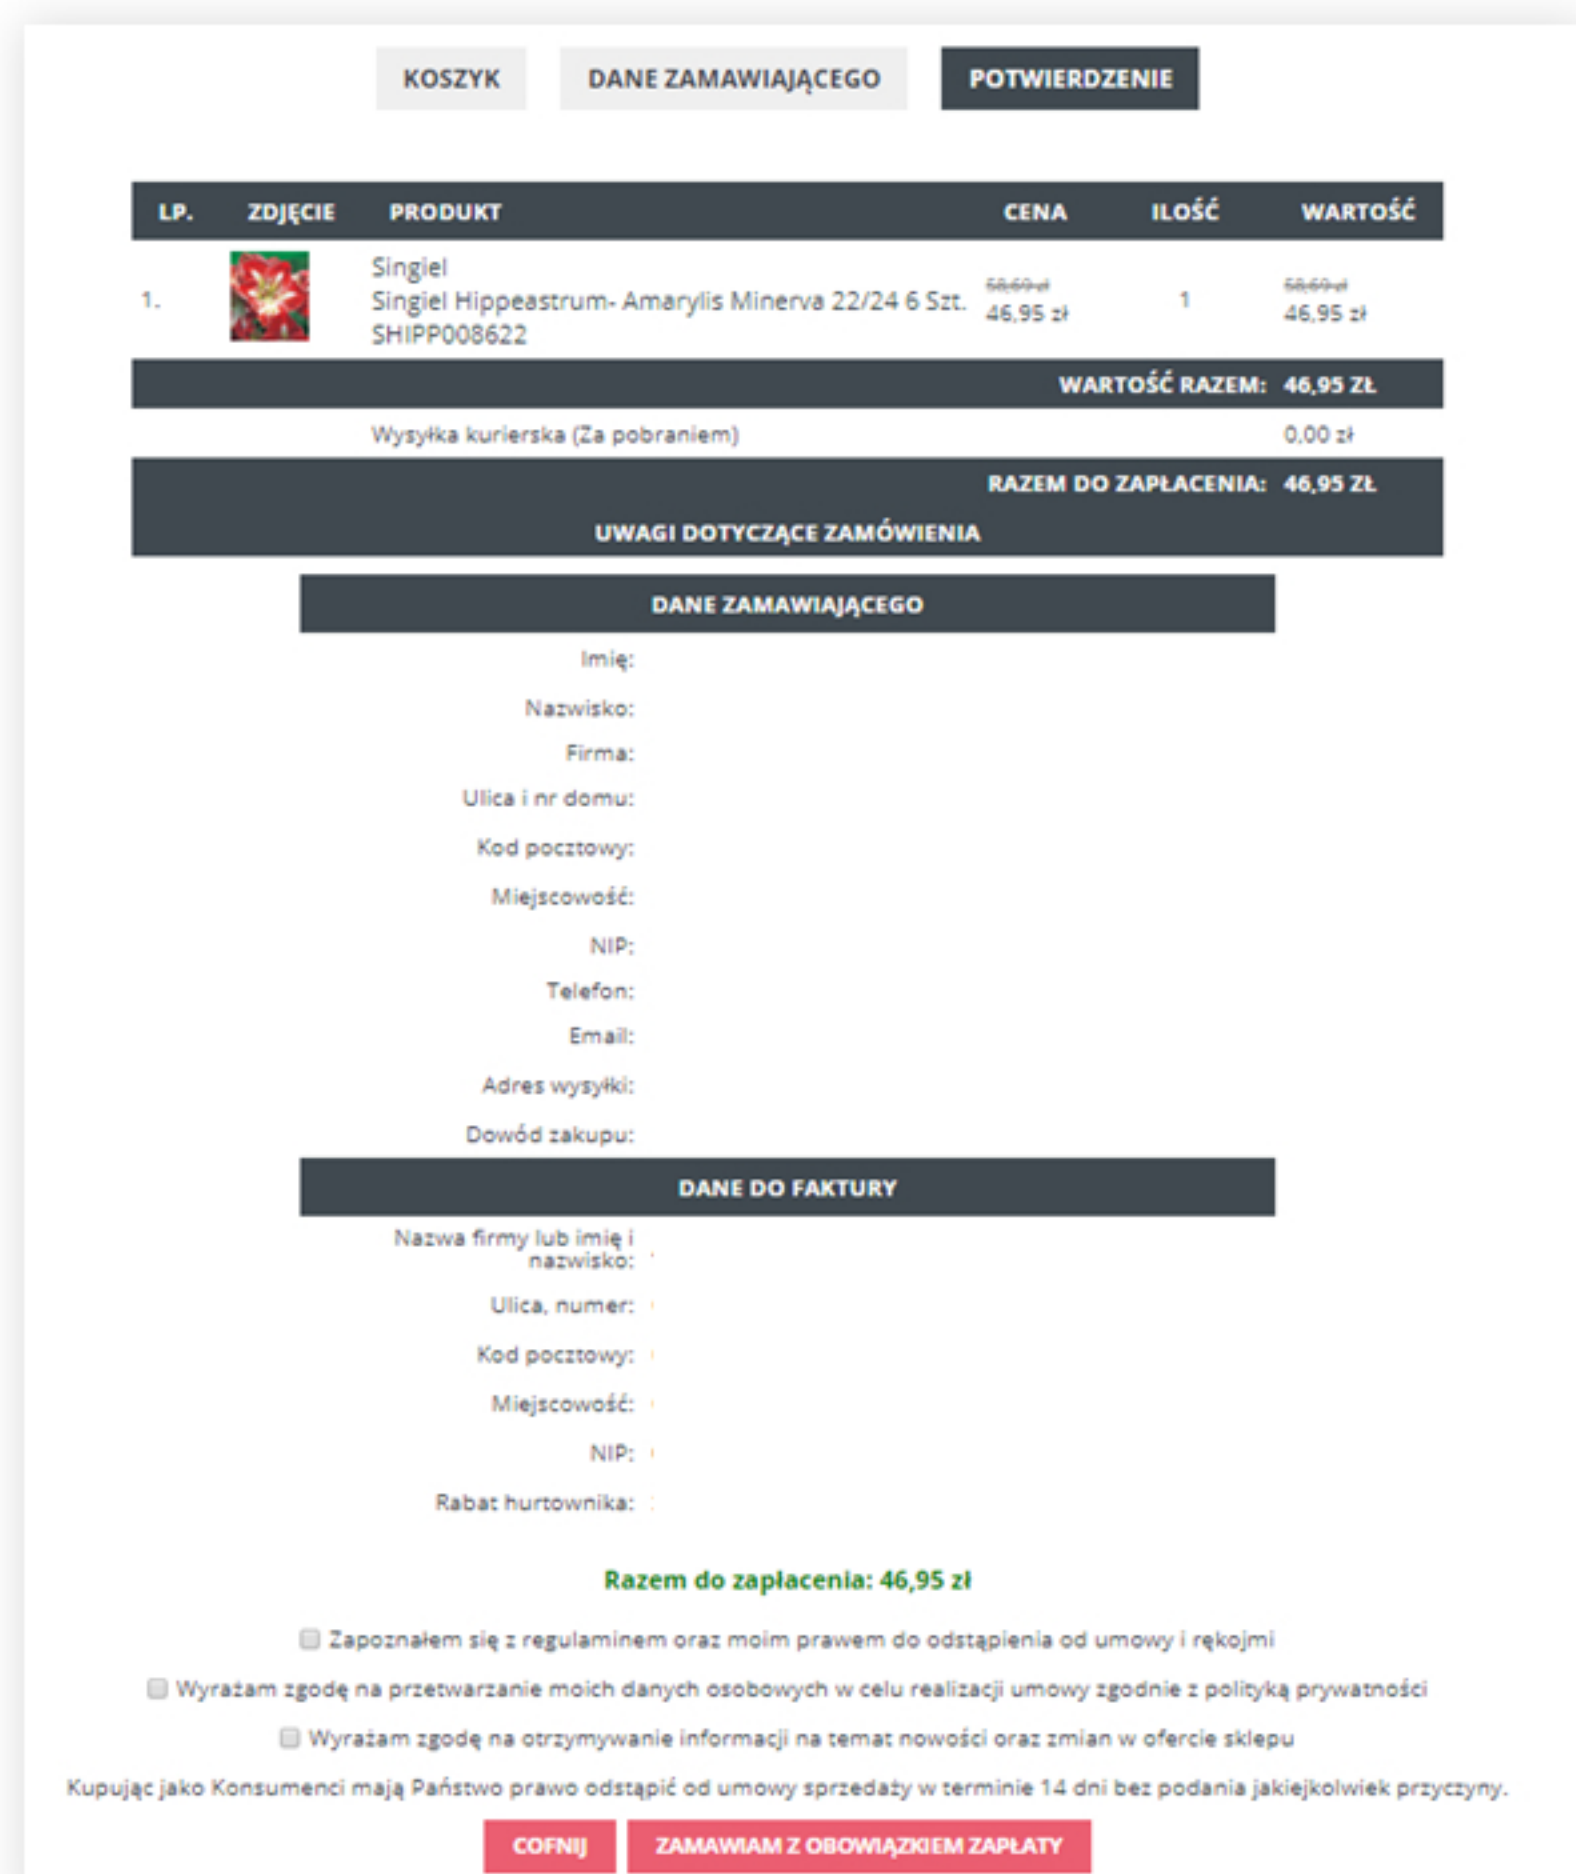 KOSZYK DANE ZAMAWIAJĄCEGO POTWIERDZENIE
LP. ZDJĘCIE PRODUKT CENA ILOŚĆ WARTOŚĆ
Singiel
1. Singiel Hippeastrum- Amarylis Minerva 22/24 6 Szt. 58,69 zł 46,95 zł 1 58,69 zł 46,95 zł
SHIPP008622
WARTOŚĆ RAZEM: 46,95 ZŁ
Wysyłka kurierska (Za pobraniem) 0,00 zł
RAZEM DO ZAPŁACENIA: 46,95 ZŁ
UWAGI DOTYCZĄCE ZAMÓWIENIA
DANE ZAMAWIAJĄCEGO
Imię:
Nazwisko:
Firma:
Ulica i nr domu:
Kod pocztowy:
Miejscowość:
NIP:
Telefon:
Email:
Adres wysyłki:
Dowód zakupu:
DANE DO FAKTURY
Nazwa firmy lub imię i
nazwisko:
Ulica, numer:
Kod pocztowy:
Miejscowość:
NIP:
Rabat hurtownika:
Razem do zapłacenia: 46,95 zł
Zapoznałem się z regulaminem oraz moim prawem do odstąpienia od umowy i rękojmi
Wyrażam zgodę na przetwarzanie moich danych osobowych w celu realizacji umowy zgodnie z polityką prywatności
Wyrażam zgodę na otrzymywanie informacji na temat nowości oraz zmian w ofercie sklepu
Kupując jako Konsumenci mają Państwo prawo odstąpić od umowy sprzedaży w terminie 14 dni bez podania jakiejkolwiek przyczyny.
COFNIJ ZAMAWIAM Z OBOWIĄZKIEM ZAPŁATY